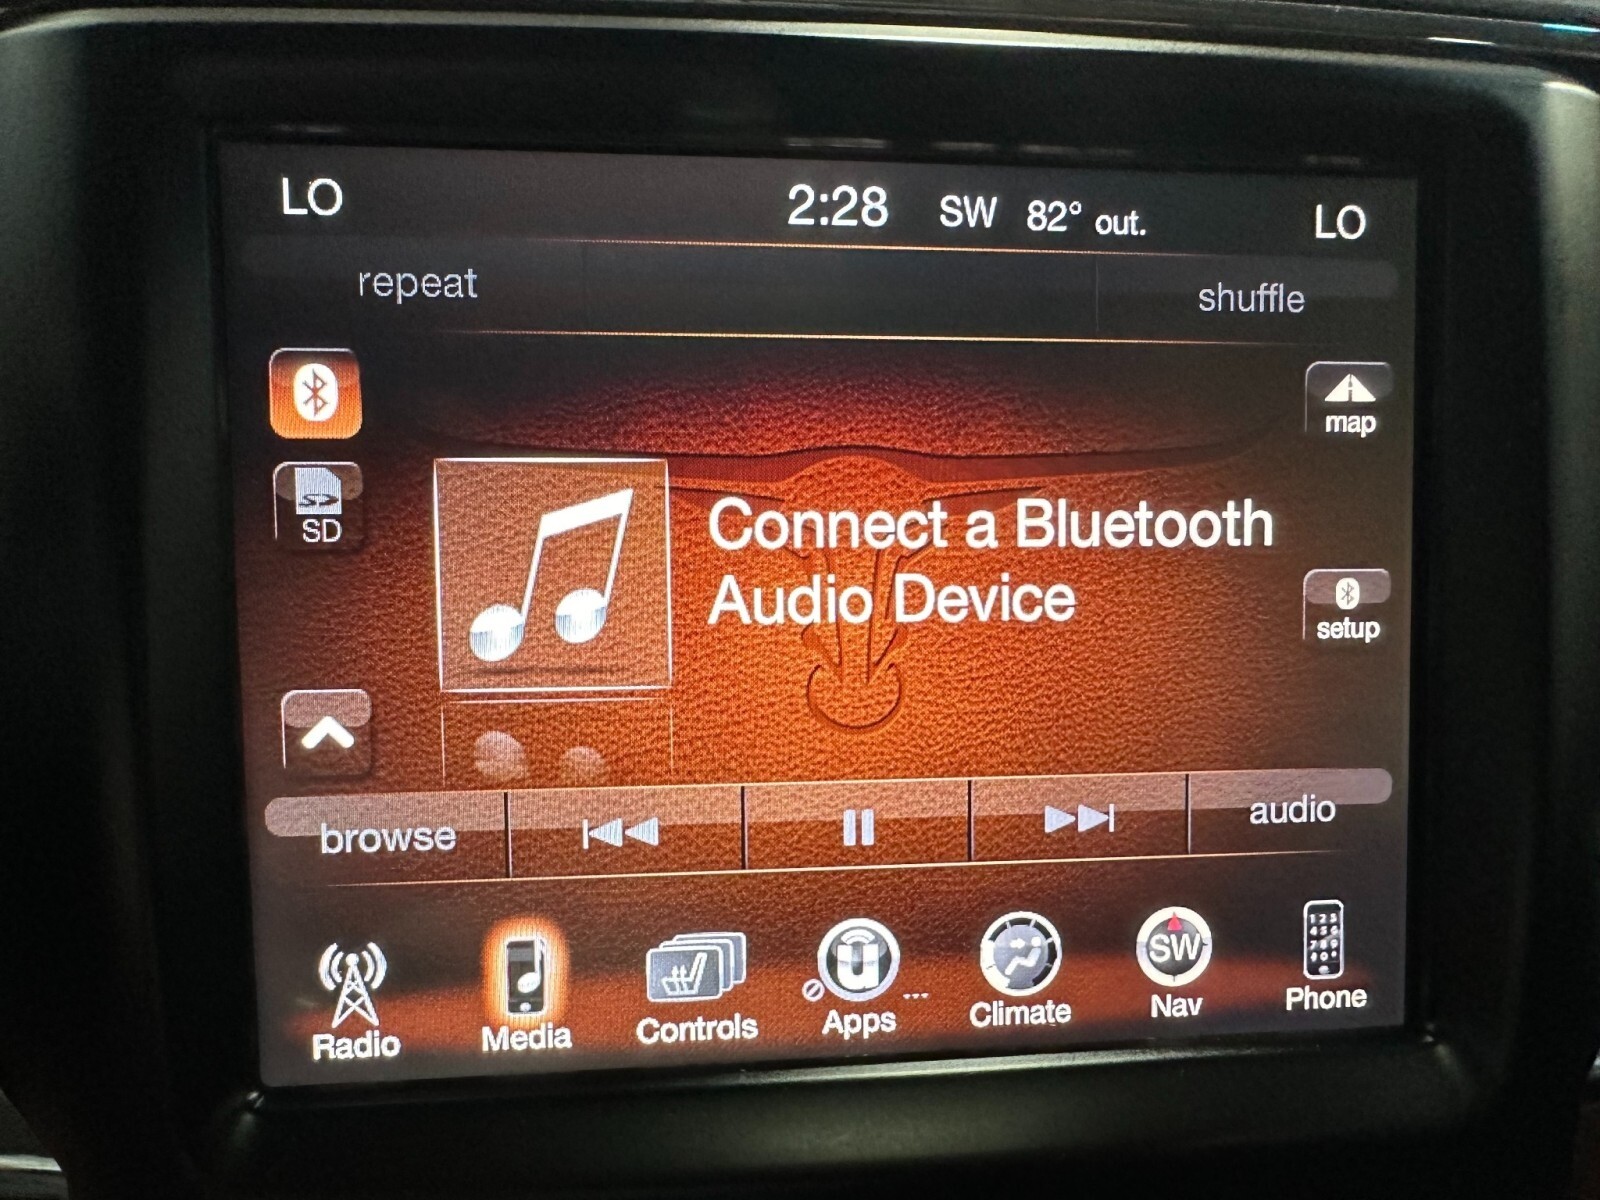 LO 2:28 SW 82° out. LO
repeat shuffle
map
SD
Connect a Bluetooth
Audio Device
setup
browse audio
SW
Radio Media Controls Apps ... Climate Nav Phone